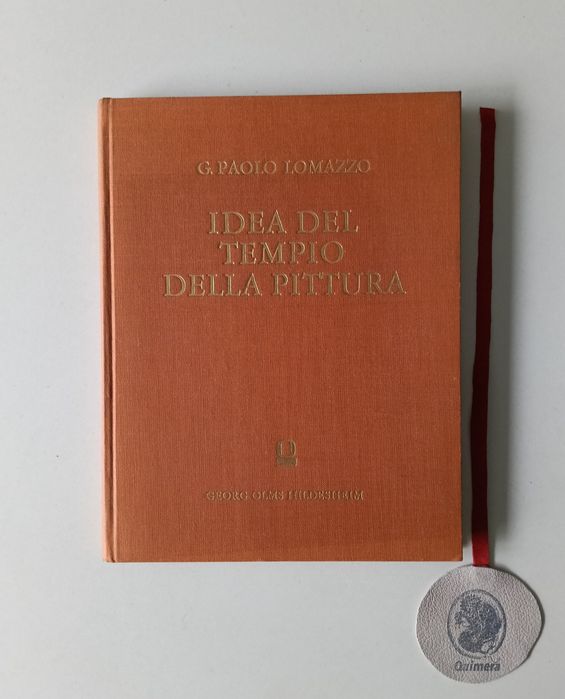 G. PAOLO LOMAZZO
IDEA DEL
TEMPIO
DELLA PITTURA
GEORG OLMS HILDESHEIM
Quimera